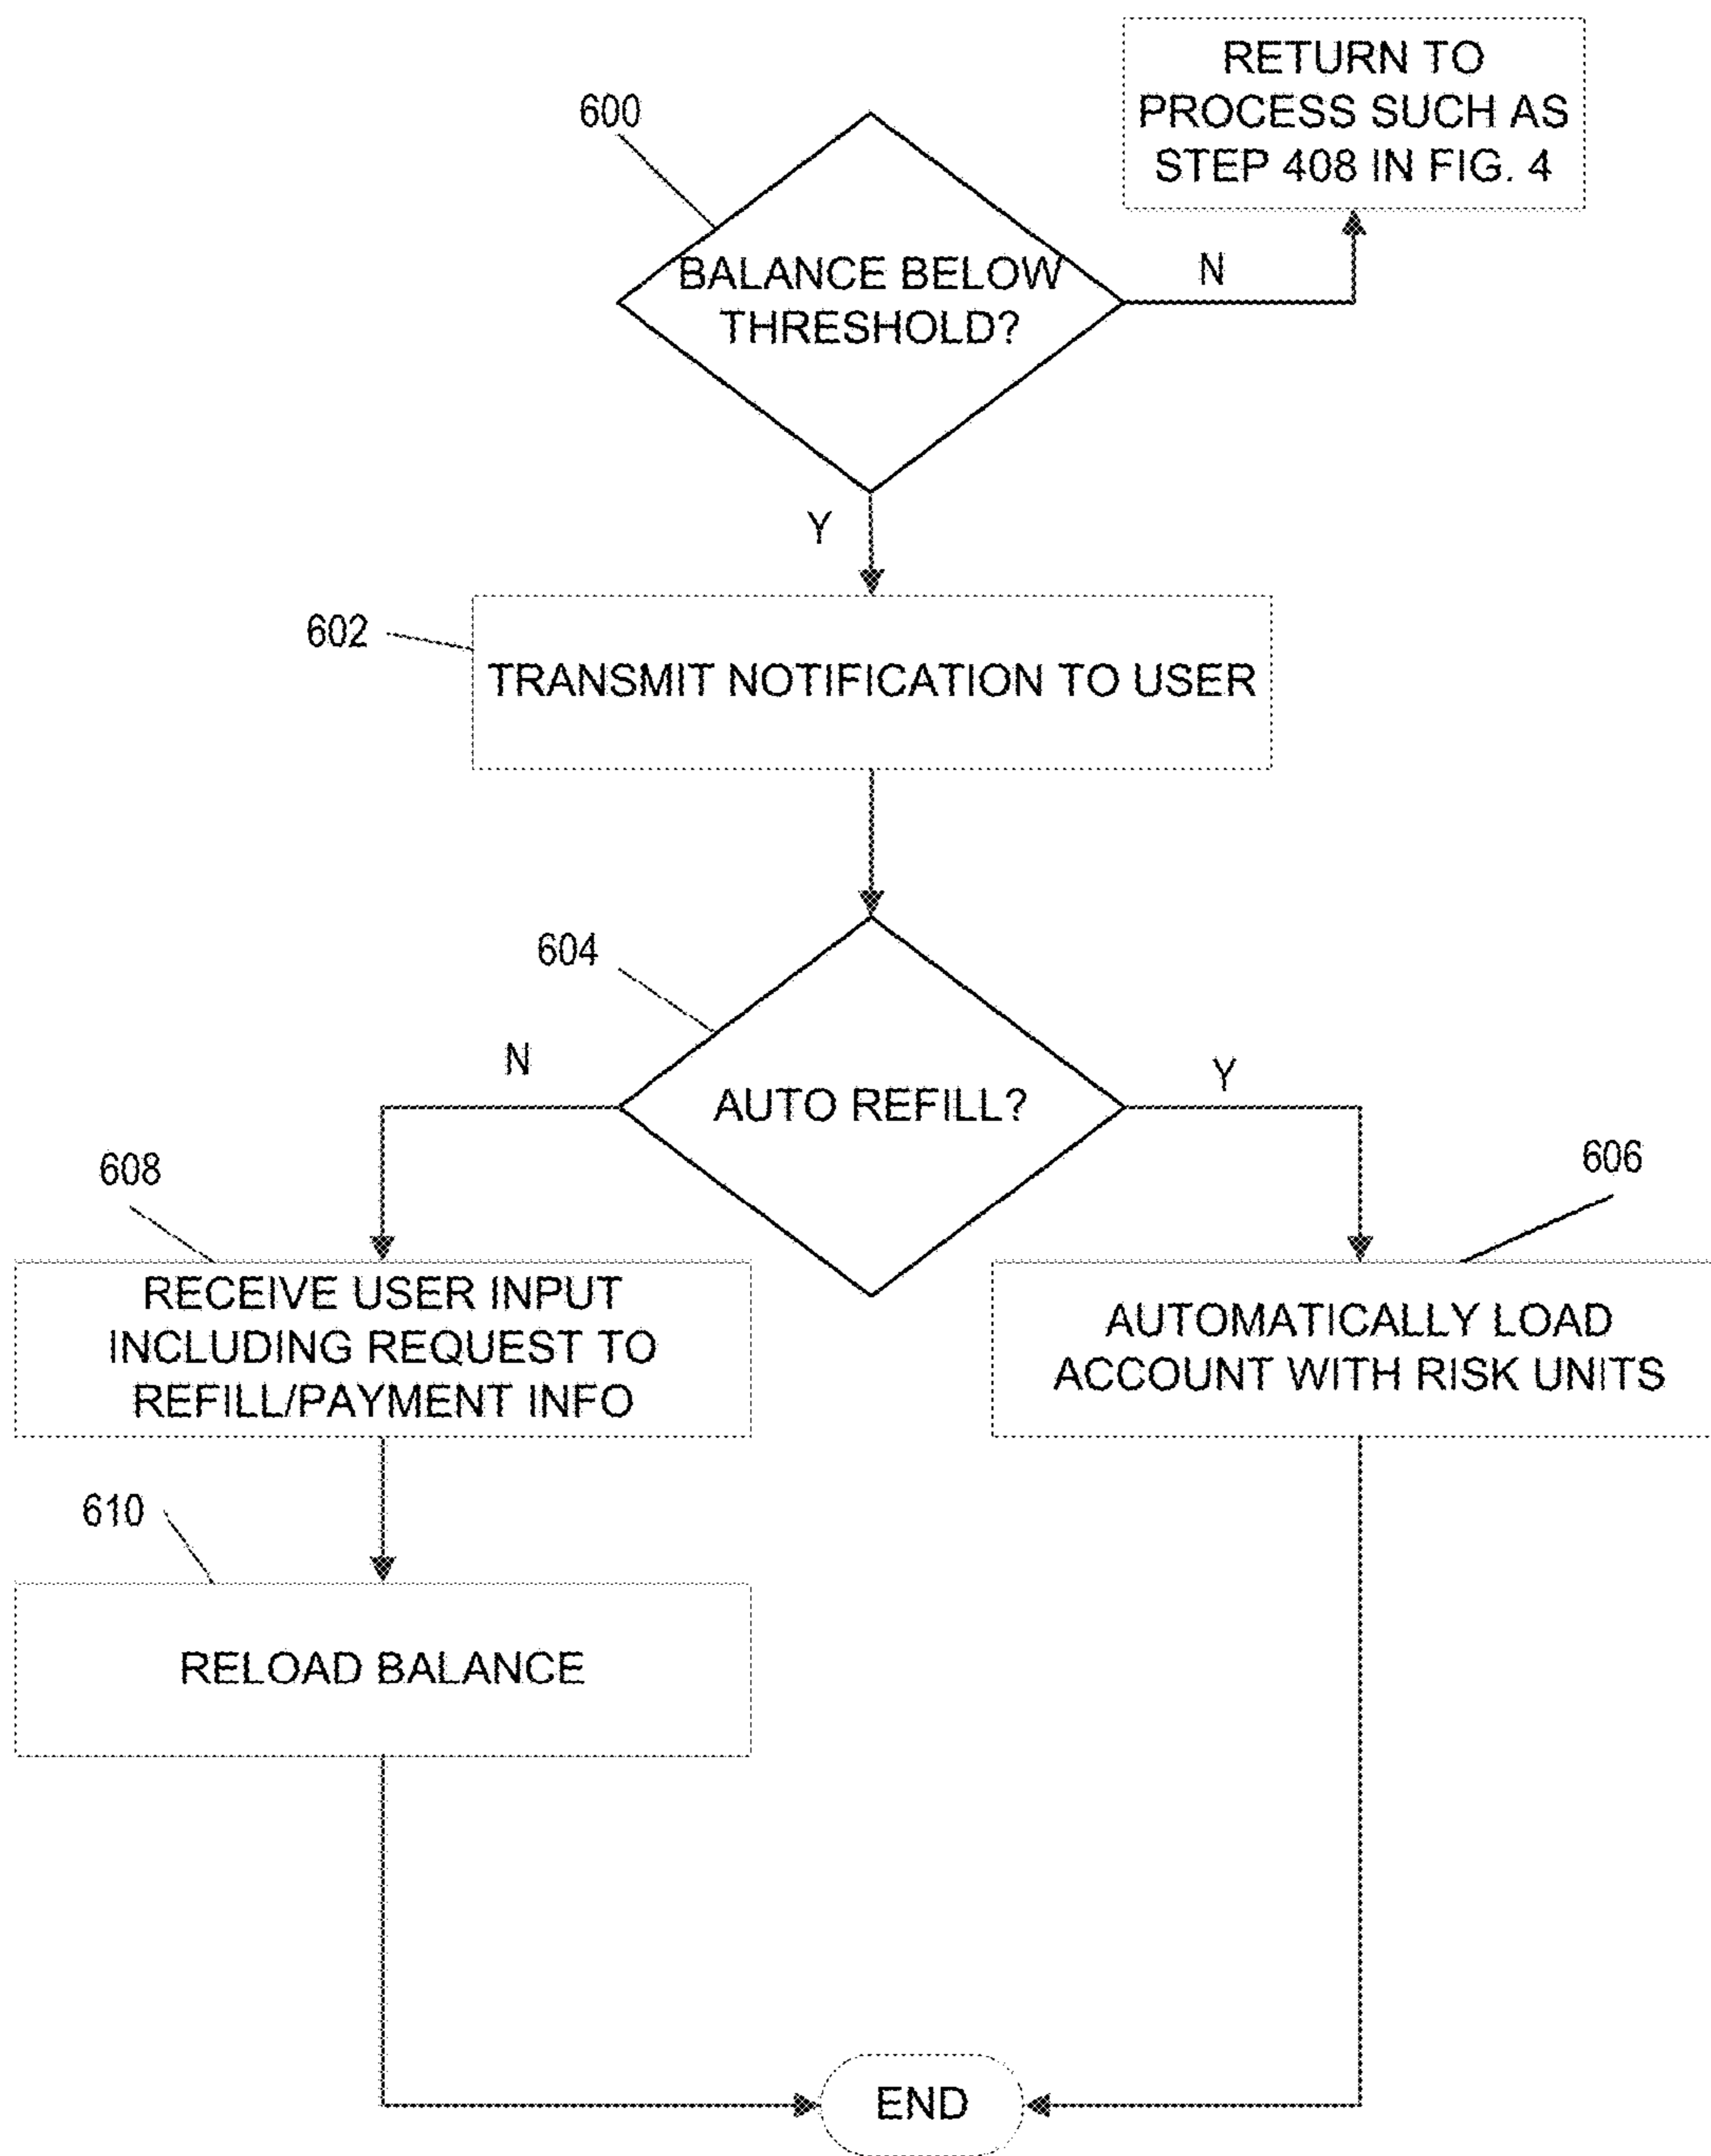 RETURN TO
PROCESS SUCH AS
STEP 408 IN FIG. 4
600
BALANCE BELOW
THRESHOLD?
N
Y
602
TRANSMIT NOTIFICATION TO USER
604
AUTO REFILL?
N
Y
608
RECEIVE USER INPUT
INCLUDING REQUEST TO
REFILL/PAYMENT INFO
606
AUTOMATICALLY LOAD
ACCOUNT WITH RISK UNITS
610
RELOAD BALANCE
END